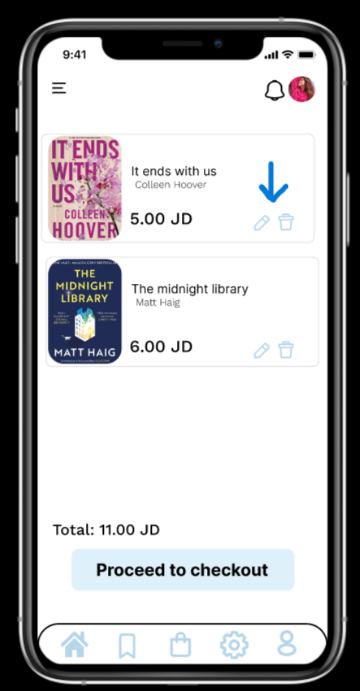 9:41
IT ENDS
WITH
US
COLLEEN
HOOVER
It ends with us
Colleen Hoover
5.00 JD
THE
MIDNIGHT
LIBRARY
MATT HAIG
The midnight library
Matt Haig
6.00 JD
Total: 11.00 JD
Proceed to checkout